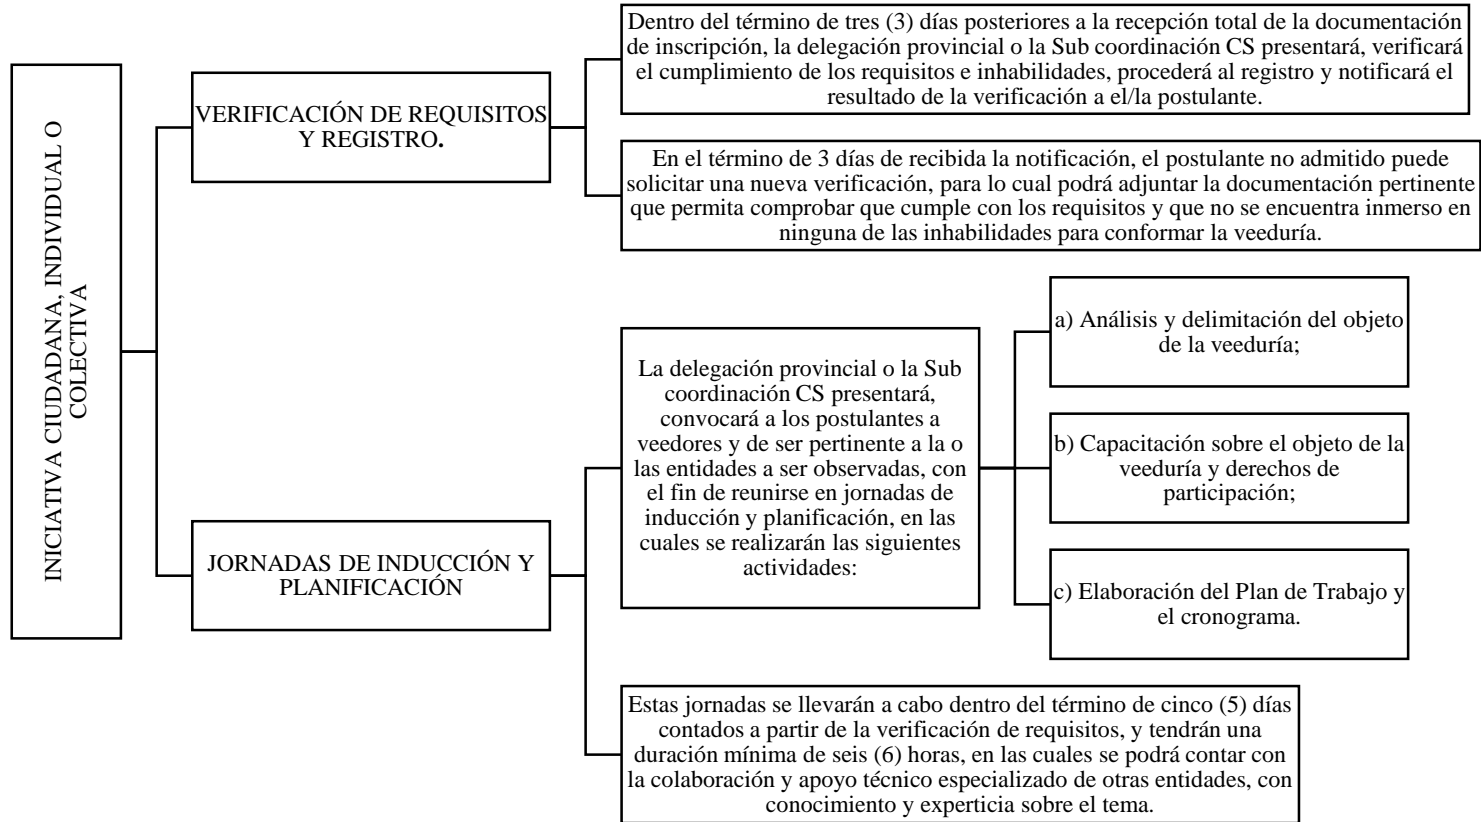 INICIATIVA CIUDADANA, INDIVIDUAL O
COLECTIVA
VERIFICACIÓN DE REQUISITOS
Y REGISTRO.
Dentro del término de tres (3) días posteriores a la recepción total de la documentación
de inscripción, la delegación provincial o la Sub coordinación CS presentará, verificará
el cumplimiento de los requisitos e inhabilidades, procederá al registro y notificará el
resultado de la verificación a el/la postulante.
En el término de 3 días de recibida la notificación, el postulante no admitido puede
solicitar una nueva verificación, para lo cual podrá adjuntar la documentación pertinente
que permita comprobar que cumple con los requisitos y que no se encuentra inmerso en
ninguna de las inhabilidades para conformar la veeduría.
JORNADAS DE INDUCCIÓN Y
PLANIFICACIÓN
La delegación provincial o la Sub
coordinación CS presentará,
convocará a los postulantes a
veedores y de ser pertinente a la o
las entidades a ser observadas, con
el fin de reunirse en jornadas de
inducción y planificación, en las
cuales se realizarán las siguientes
actividades:
a) Análisis y delimitación del objeto
de la veeduría;
b) Capacitación sobre el objeto de la
veeduría y derechos de
participación;
c) Elaboración del Plan de Trabajo y
el cronograma.
Estas jornadas se llevarán a cabo dentro del término de cinco (5) días
contados a partir de la verificación de requisitos, y tendrán una
duración mínima de seis (6) horas, en las cuales se podrá contar con
la colaboración y apoyo técnico especializado de otras entidades, con
conocimiento y experticia sobre el tema.